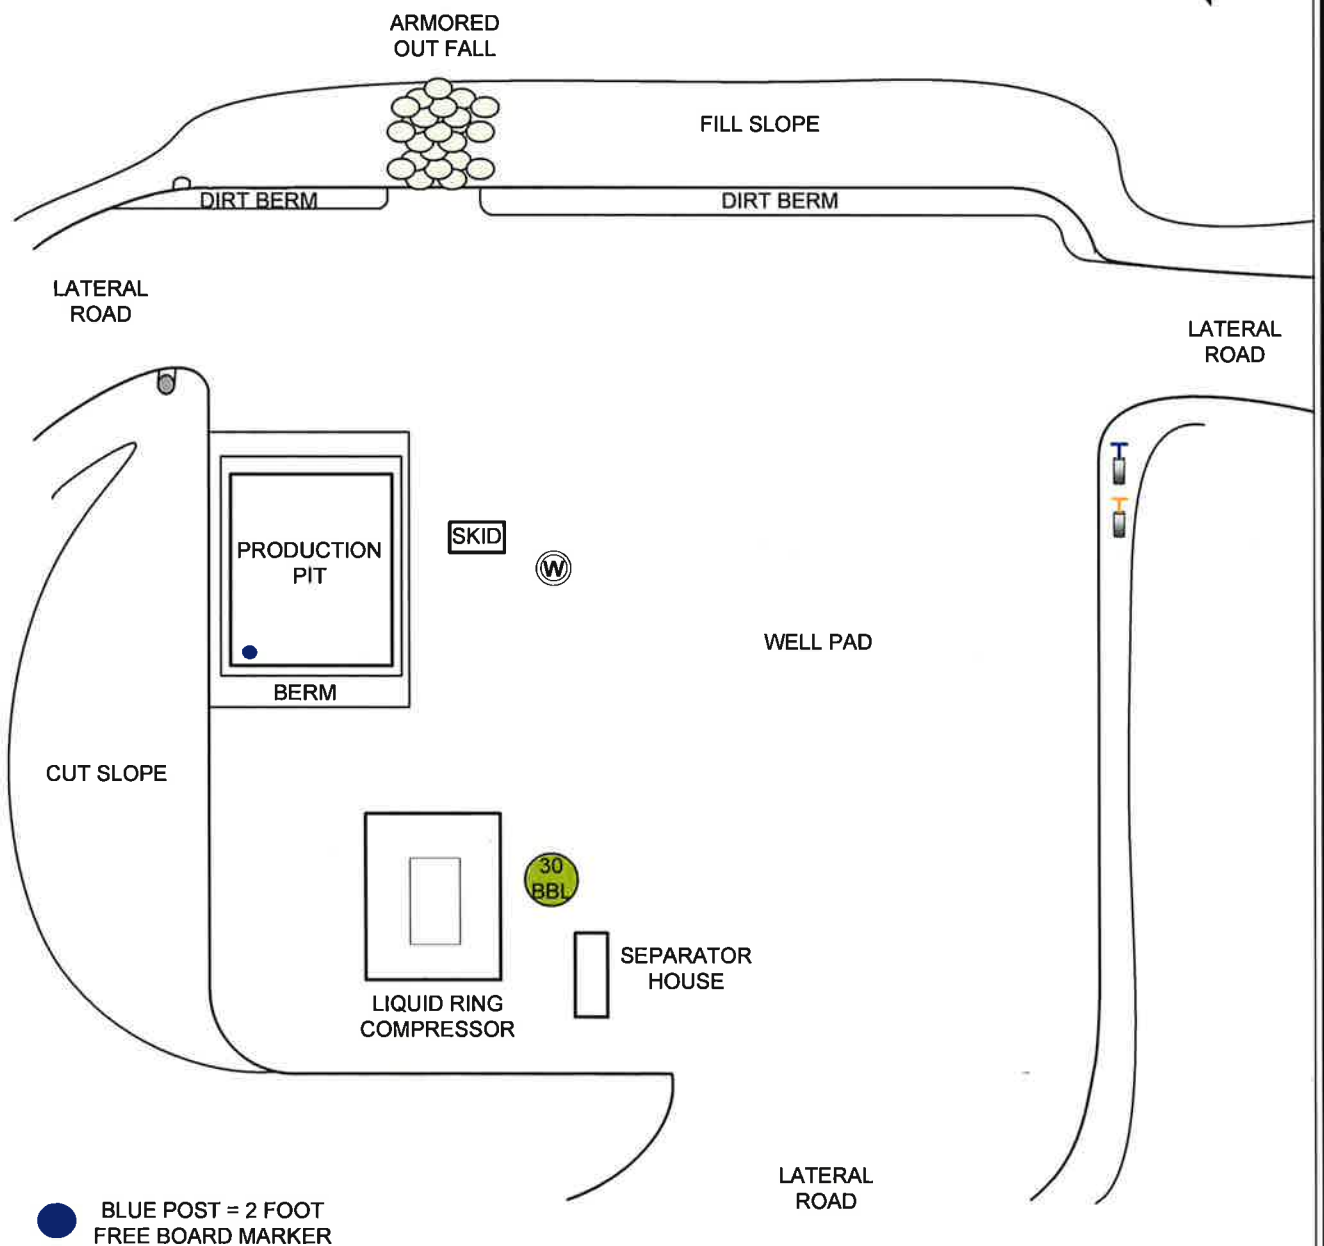 ARMORED
OUT FALL
FILL SLOPE
DIRT BERM
DIRT BERM
LATERAL
ROAD
LATERAL
ROAD
SKID
PRODUCTION
PIT
W
WELL PAD
BERM
CUT SLOPE
30
BBL
SEPARATOR
HOUSE
LIQUID RING
COMPRESSOR
LATERAL
ROAD
BLUE POST = 2 FOOT
FREE BOARD MARKER